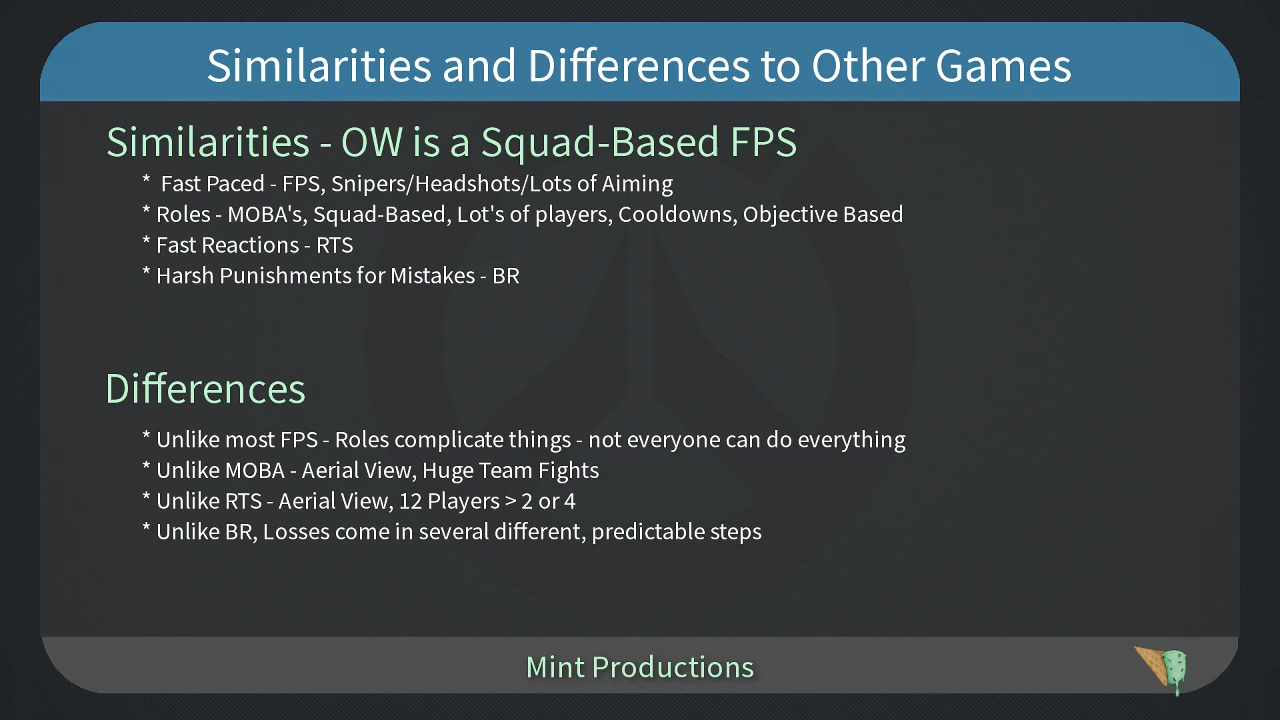 Similarities and Differences to Other Games
Similarities - OW is a Squad-Based FPS
* Fast Paced - FPS, Snipers/Headshots/Lots of Aiming
* Roles - MOBA's, Squad-Based, Lot's of players, Cooldowns, Objective Based
* Fast Reactions - RTS
* Harsh Punishments for Mistakes - BR
Differences
* Unlike most FPS - Roles complicate things - not everyone can do everything
* Unlike MOBA - Aerial View, Huge Team Fights
* Unlike RTS - Aerial View, 12 Players > 2 or 4
* Unlike BR, Losses come in several different, predictable steps
Mint Productions